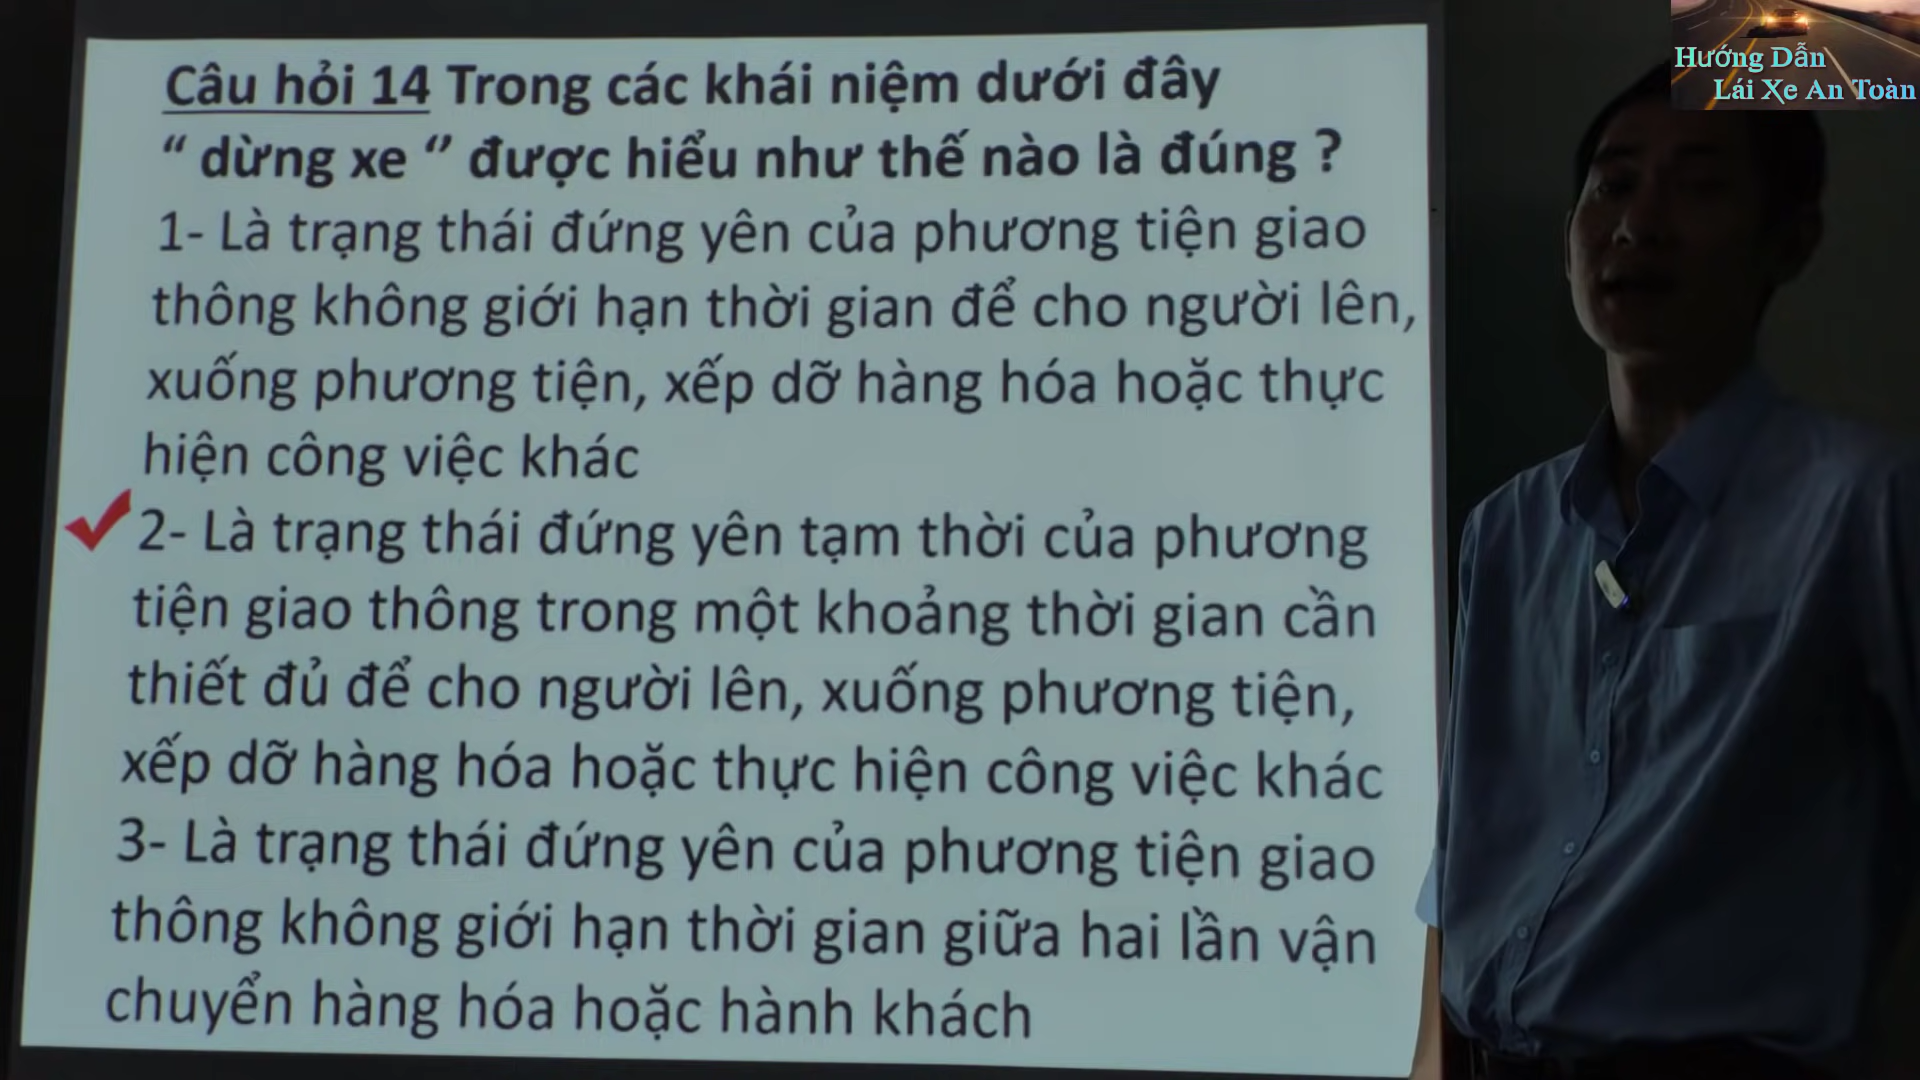 Câu hỏi 14 Trong các khái niệm dưới đây
“ dừng xe ‘’ được hiểu như thế nào là đúng ?
1- Là trạng thái đứng yên của phương tiện giao
thông không giới hạn thời gian để cho người lên,
xuống phương tiện, xếp dỡ hàng hóa hoặc thực
hiện công việc khác
2- Là trạng thái đứng yên tạm thời của phương
tiện giao thông trong một khoảng thời gian cần
thiết đủ để cho người lên, xuống phương tiện,
xếp dỡ hàng hóa hoặc thực hiện công việc khác
3- Là trạng thái đứng yên của phương tiện giao
thông không giới hạn thời gian giữa hai lần vận
chuyển hàng hóa hoặc hành khách
Hướng Dẫn
Lái Xe An Toàn